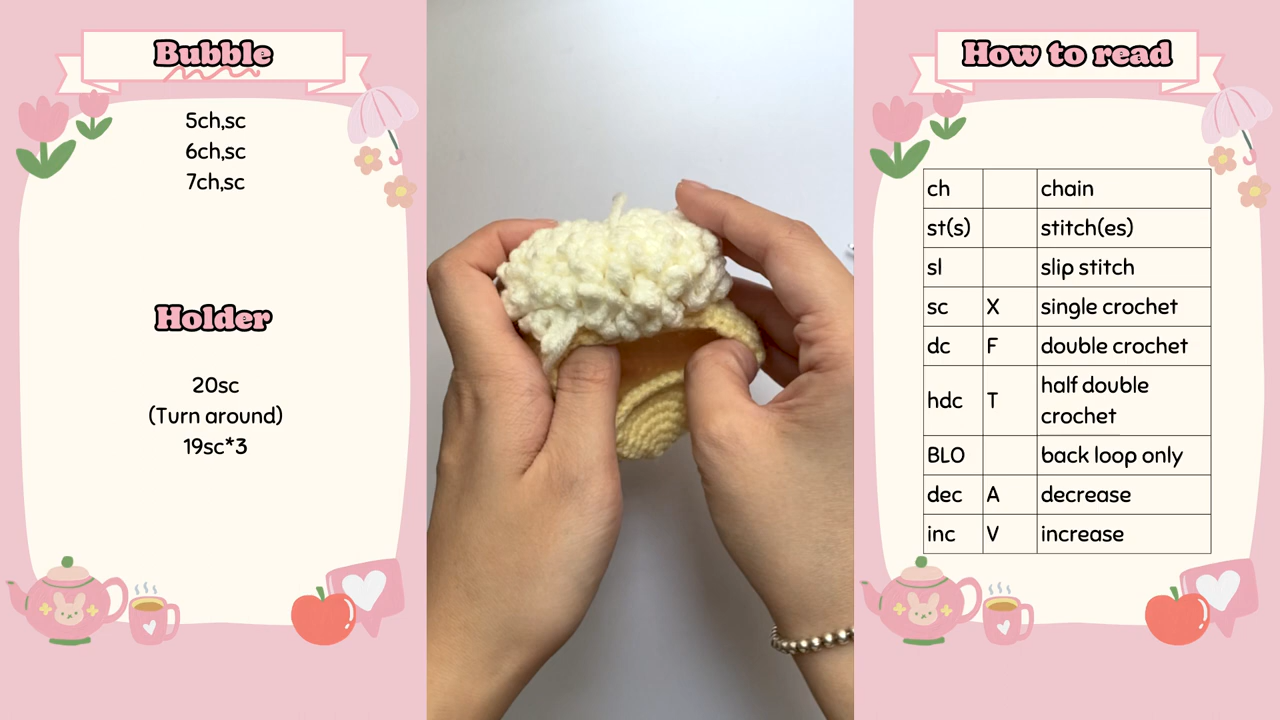 Bubble
5ch,sc
6ch,sc
7ch,sc
Holder
20sc
(Turn around)
19sc*3
How to read
ch chain
st(s) stitch(es)
sl slip stitch
sc X single crochet
dc F double crochet
hdc T half double
crochet
BLO back loop only
dec A decrease
inc V increase